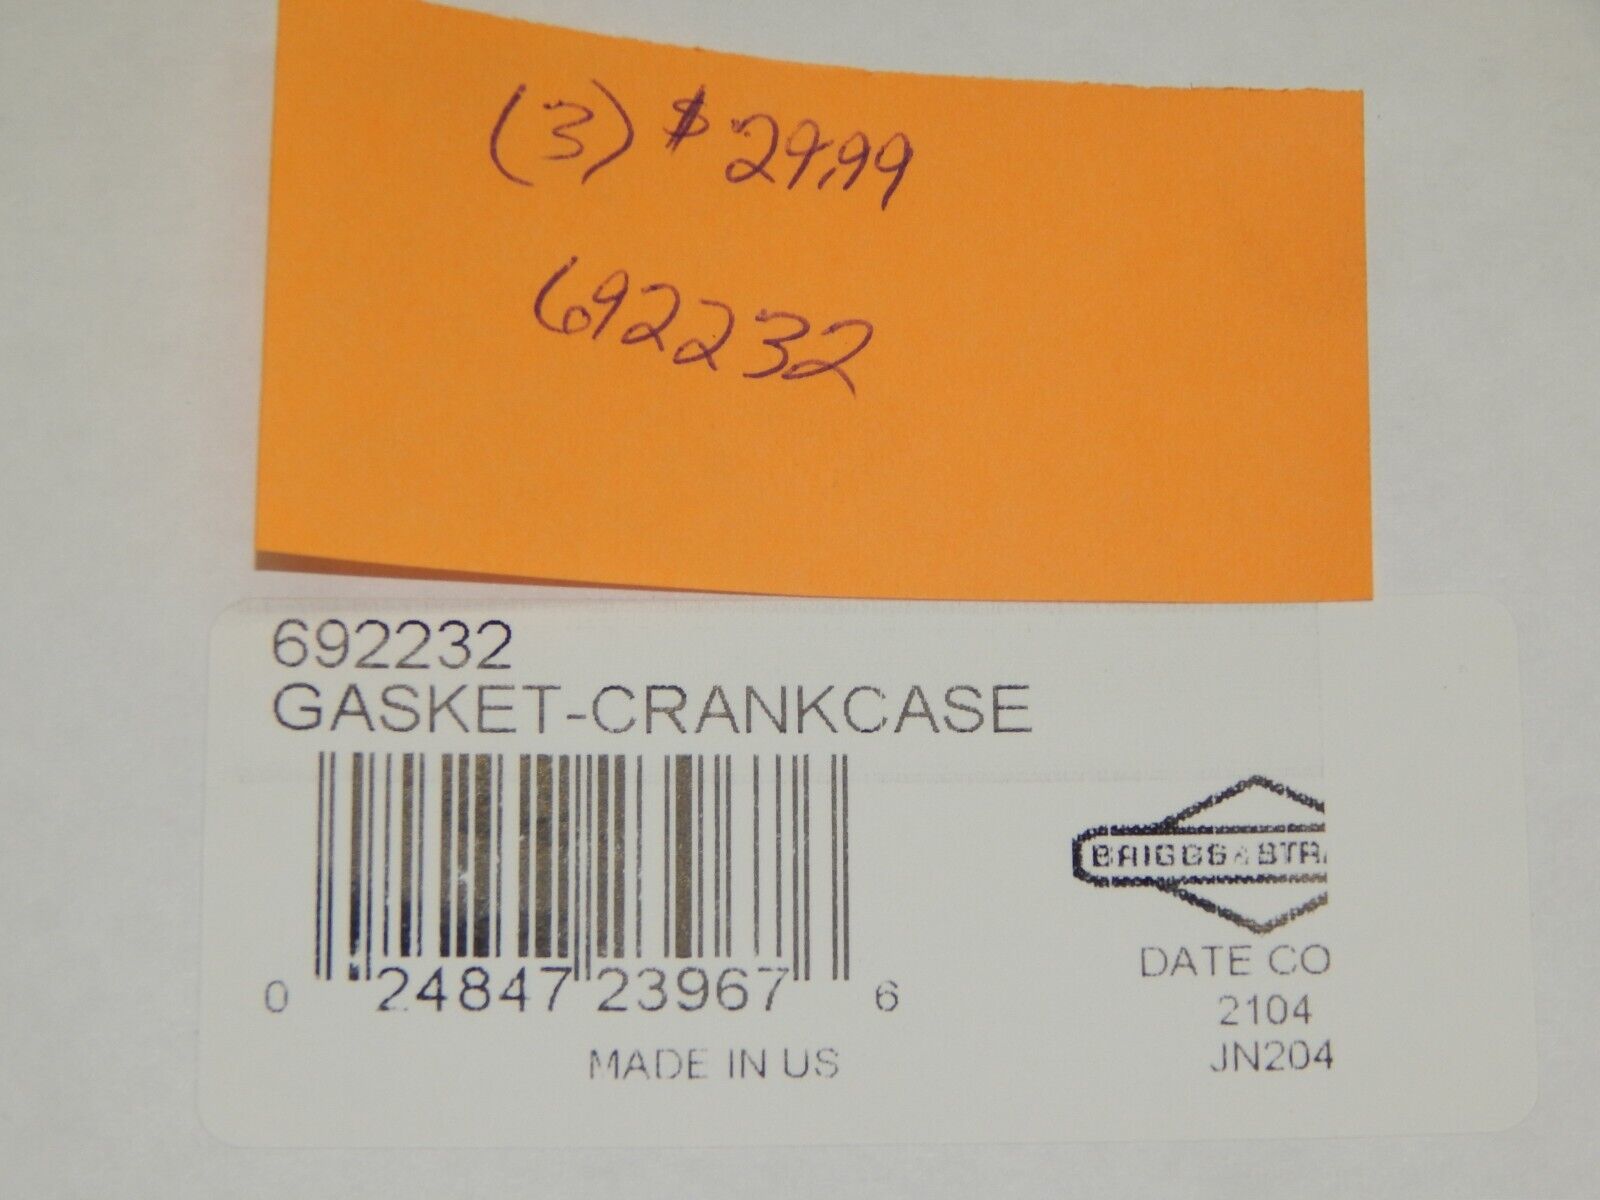 (3) $29.99
692232
692232
GASKET-CRANKCASE
0 24847 23967 6
MADE IN US
BRIGGS & STRA
DATE CO
2104
JN204